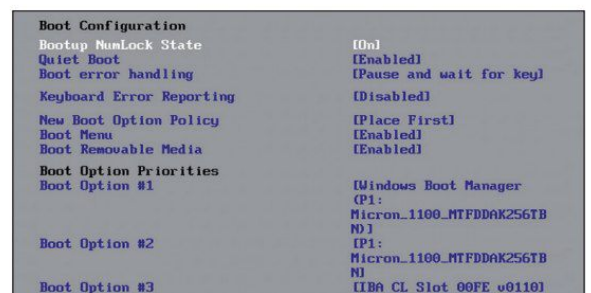 Boot Configuration
Bootup NumLock State [On]
Quiet Boot [Enabled]
Boot error handling [Pause and wait for key]
Keyboard Error Reporting [Disabled]
New Boot Option Policy [Place First]
Boot Menu [Enabled]
Boot Removable Media [Enabled]
Boot Option Priorities
Boot Option #1 [Windows Boot Manager
(P1:
Micron_1100_MTFDDAK256TB
N)]
Boot Option #2 [P1:
Micron_1100_MTFDDAK256TB
N]
Boot Option #3 [IBA CL Slot 00FE v0110]